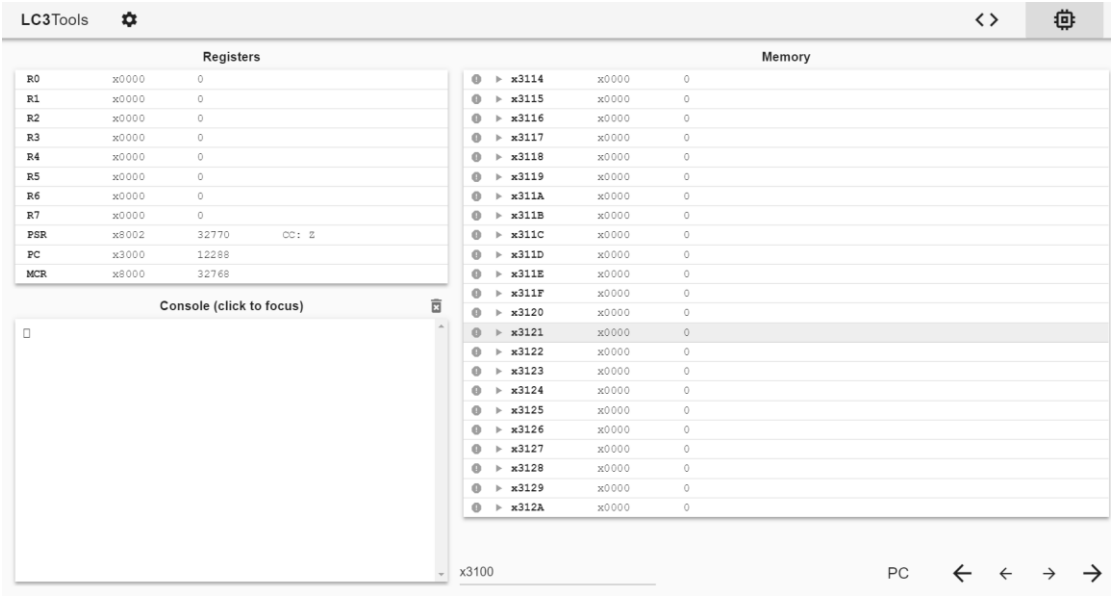 LC3Tools
Registers
R0 x0000 0
R1 x0000 0
R2 x0000 0
R3 x0000 0
R4 x0000 0
R5 x0000 0
R6 x0000 0
R7 x0000 0
PSR x8002 32770 CC: Z
PC x3000 12288
MCR x8000 32768
Console (click to focus)
Memory
x3114 x0000 0
x3115 x0000 0
x3116 x0000 0
x3117 x0000 0
x3118 x0000 0
x3119 x0000 0
x311A x0000 0
x311B x0000 0
x311C x0000 0
x311D x0000 0
x311E x0000 0
x311F x0000 0
x3120 x0000 0
x3121 x0000 0
x3122 x0000 0
x3123 x0000 0
x3124 x0000 0
x3125 x0000 0
x3126 x0000 0
x3127 x0000 0
x3128 x0000 0
x3129 x0000 0
x312A x0000 0
x3100
PC